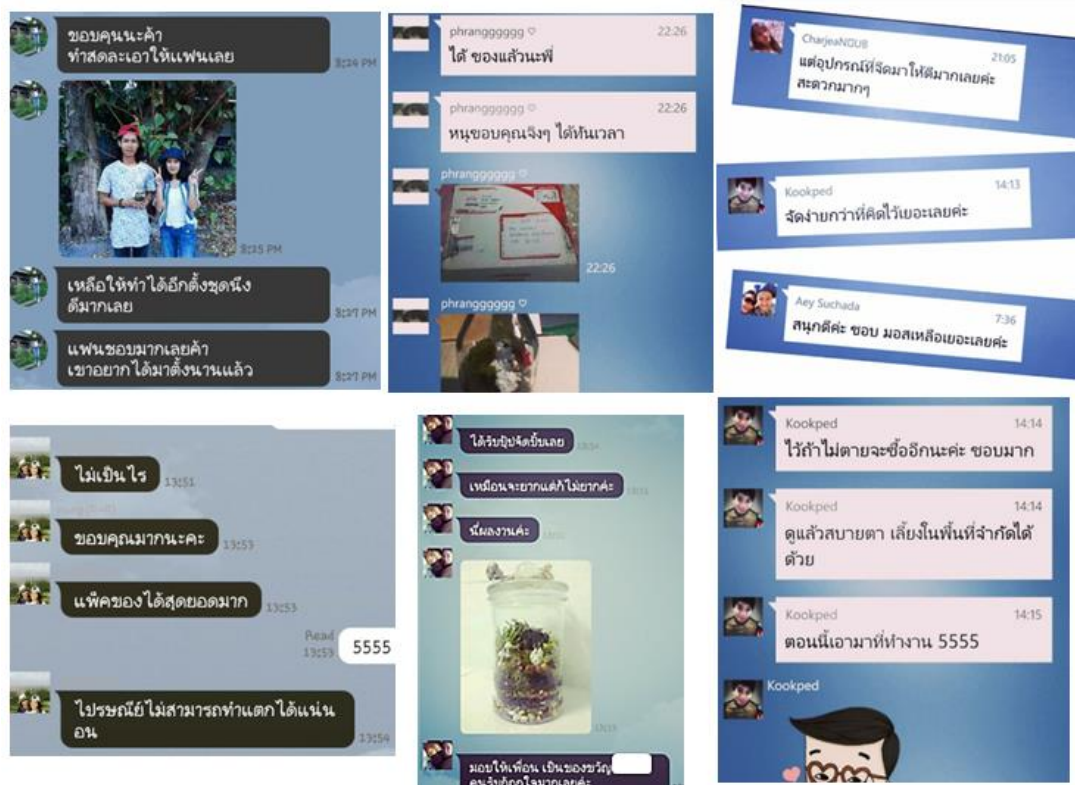 ขอบคุนนะค้า
ทำสดละเอาให้แฟนเลย
8:24 PM
8:25 PM
เหลือให้ทำได้อีกตั้งชุดนึง
ดีมากเลย
8:27 PM
แฟนชอบมากเลยค้า
เขาอยากได้มาตั้งนานแล้ว
8:27 PM
phrangggggg ♡ 22:26
ได้ ของแล้วนะพี่
phrangggggg ♡ 22:26
หนุขอบคุณจิงๆ ได้ทันเวลา
phrangggggg ♡
22:26
phrangggggg ♡
CharjeaNGUB 21:05
แต่อุปกรณ์ที่จัดมาให้ดีมากเลยค่ะ
สะดวกมากๆ
Kookped 14:13
จัดง่ายกว่าที่คิดไว้เยอะเลยค่ะ
Aey Suchada 7:36
สนุกดีค่ะ ชอบ มอสเหลือเยอะเลยค่ะ
ไม่เป็นไร
13:51
ขอบคุณมากนะคะ
13:53
แพ็คของได้สุดยอดมาก
13:53
Read
13:53
5555
ไปรษณีย์ไม่สามารถทำแตกได้แน่น
อน
13:54
ได้รับปุ๊ปจัดปั๊บเลย
เหมือนจะยากแต่ก็ไม่ยากค่ะ
นี่ผลงานค่ะ
มอบให้เพื่อน เป็นของขวัญ
คนรับถูกใจมากเลยค่ะ
Kookped 14:14
ไว้ถ้าไม่ตายจะซื้ออีกนะค่ะ ชอบมาก
Kookped 14:14
ดูแล้วสบายตา เลี้ยงในพื้นที่จำกัดได้
ด้วย
Kookped 14:15
ตอนนี้เอามาที่ทำงาน 5555
Kookped